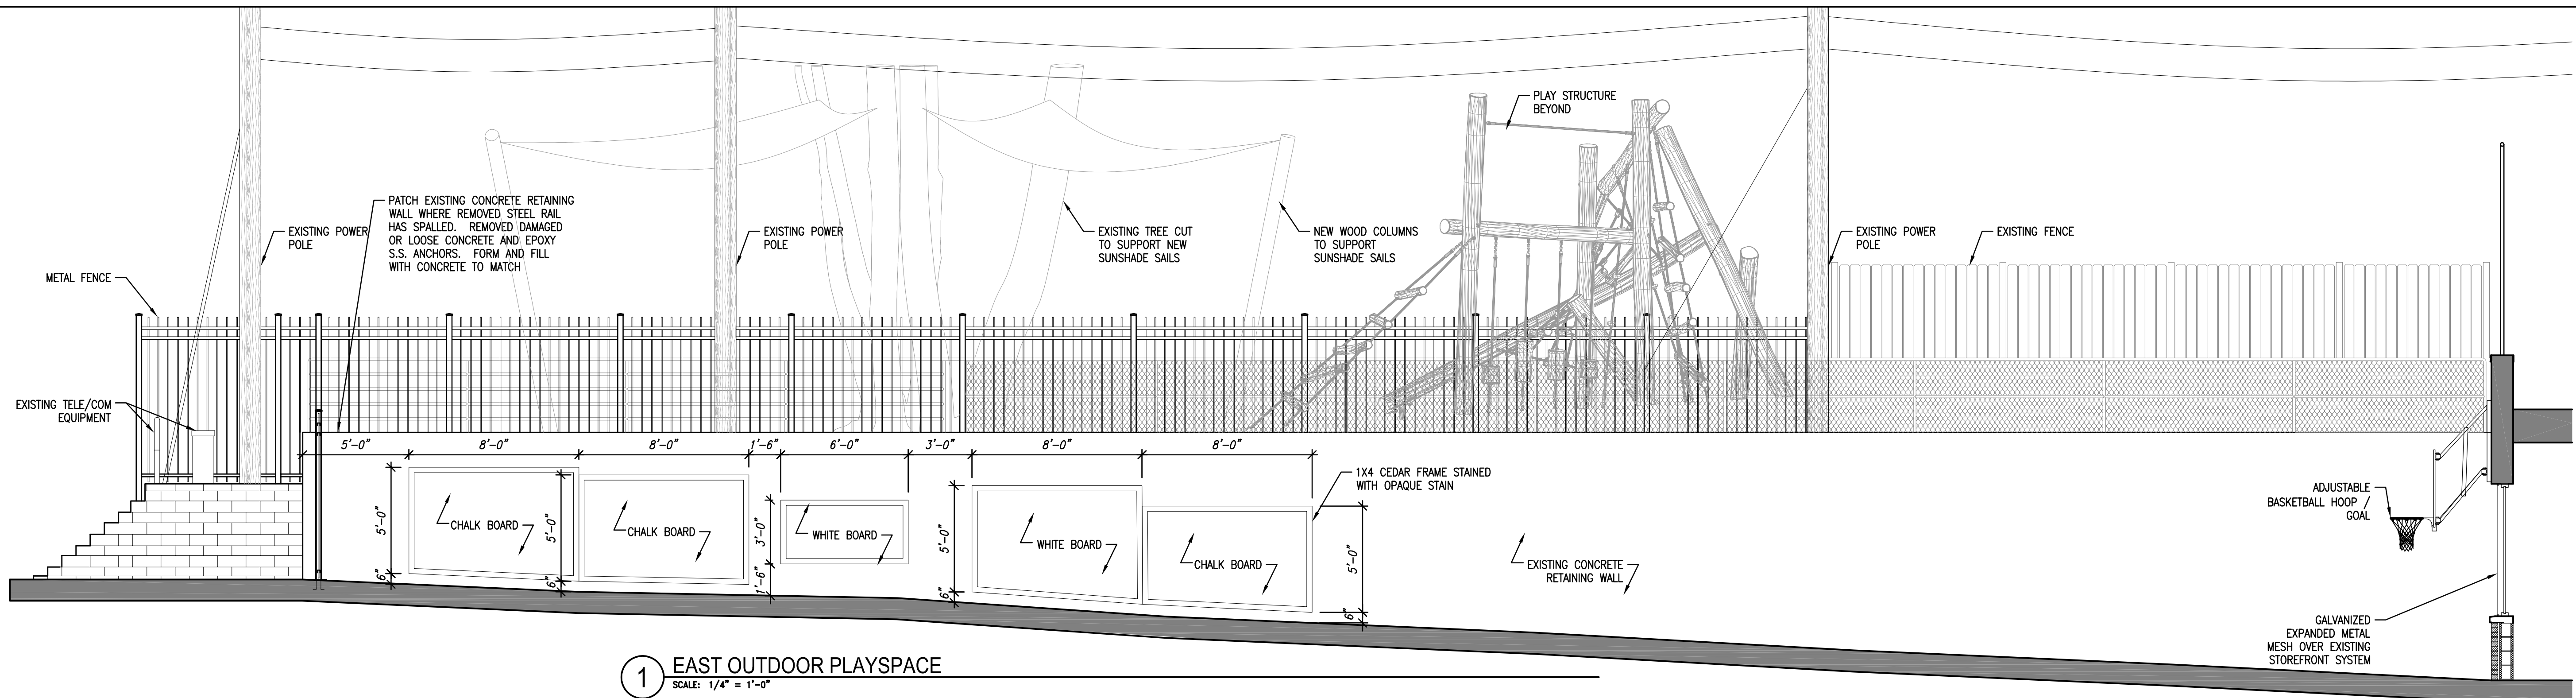 PLAY STRUCTURE
BEYOND
PATCH EXISTING CONCRETE RETAINING
WALL WHERE REMOVED STEEL RAIL
HAS SPALLED. REMOVED DAMAGED
OR LOOSE CONCRETE AND EPOXY
S.S. ANCHORS. FORM AND FILL
WITH CONCRETE TO MATCH
EXISTING POWER
POLE
EXISTING POWER
POLE
EXISTING TREE CUT
TO SUPPORT NEW
SUNSHADE SAILS
NEW WOOD COLUMNS
TO SUPPORT
SUNSHADE SAILS
EXISTING POWER
POLE
EXISTING FENCE
METAL FENCE
EXISTING TELE/COM
EQUIPMENT
5'-0"
8'-0"
8'-0"
1'-6"
6'-0"
3'-0"
8'-0"
8'-0"
1X4 CEDAR FRAME STAINED
WITH OPAQUE STAIN
ADJUSTABLE
BASKETBALL HOOP /
GOAL
5'-0"
CHALK BOARD
5'-0"
CHALK BOARD
3'-0"
WHITE BOARD
5'-0"
WHITE BOARD
CHALK BOARD
5'-0"
EXISTING CONCRETE
RETAINING WALL
6"
6"
1'-6"
6"
6"
GALVANIZED
EXPANDED METAL
MESH OVER EXISTING
STOREFRONT SYSTEM
1
EAST OUTDOOR PLAYSPACE
SCALE: 1/4" = 1'-0"